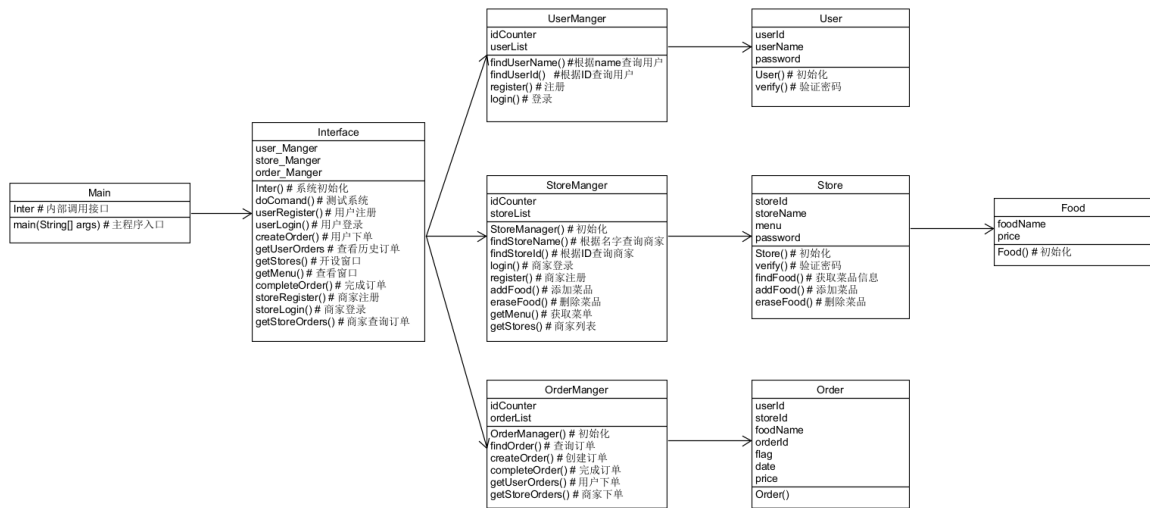 Main
Inter # 内部调用接口
main(String[] args) # 主程序入口
Interface
user_Manger
store_Manger
order_Manger
Inter() # 系统初始化
doComand() # 测试系统
userRegister() # 用户注册
userLogin() # 用户登录
createOrder() # 用户下单
getUserOrders # 查看历史订单
getStores() # 开设窗口
getMenu() # 查看窗口
completeOrder() # 完成订单
storeRegister() # 商家注册
storeLogin() # 商家登录
getStoreOrders() # 商家查询订单
UserManger
idCounter
userList
findUserName() #根据name查询用户
findUserId() #根据ID查询用户
register() # 注册
login() # 登录
User
userId
userName
password
User() # 初始化
verify() # 验证密码
StoreManger
idCounter
storeList
StoreManager() # 初始化
findStoreName() # 根据名字查询商家
findStoreId() # 根据ID查询商家
login() # 商家登录
register() # 商家注册
addFood() # 添加菜品
eraseFood() # 删除菜品
getMenu() # 获取菜单
getStores() # 商家列表
Store
storeId
storeName
menu
password
Store() # 初始化
verify() # 验证密码
findFood() # 获取菜品信息
addFood() # 添加菜品
eraseFood() # 删除菜品
Food
foodName
price
Food() # 初始化
OrderManger
idCounter
orderList
OrderManager() # 初始化
findOrder() # 查询订单
createOrder() # 创建订单
completeOrder() # 完成订单
getUserOrders() # 用户下单
getStoreOrders() # 商家下单
Order
userId
storeId
foodName
orderId
flag
date
price
Order()